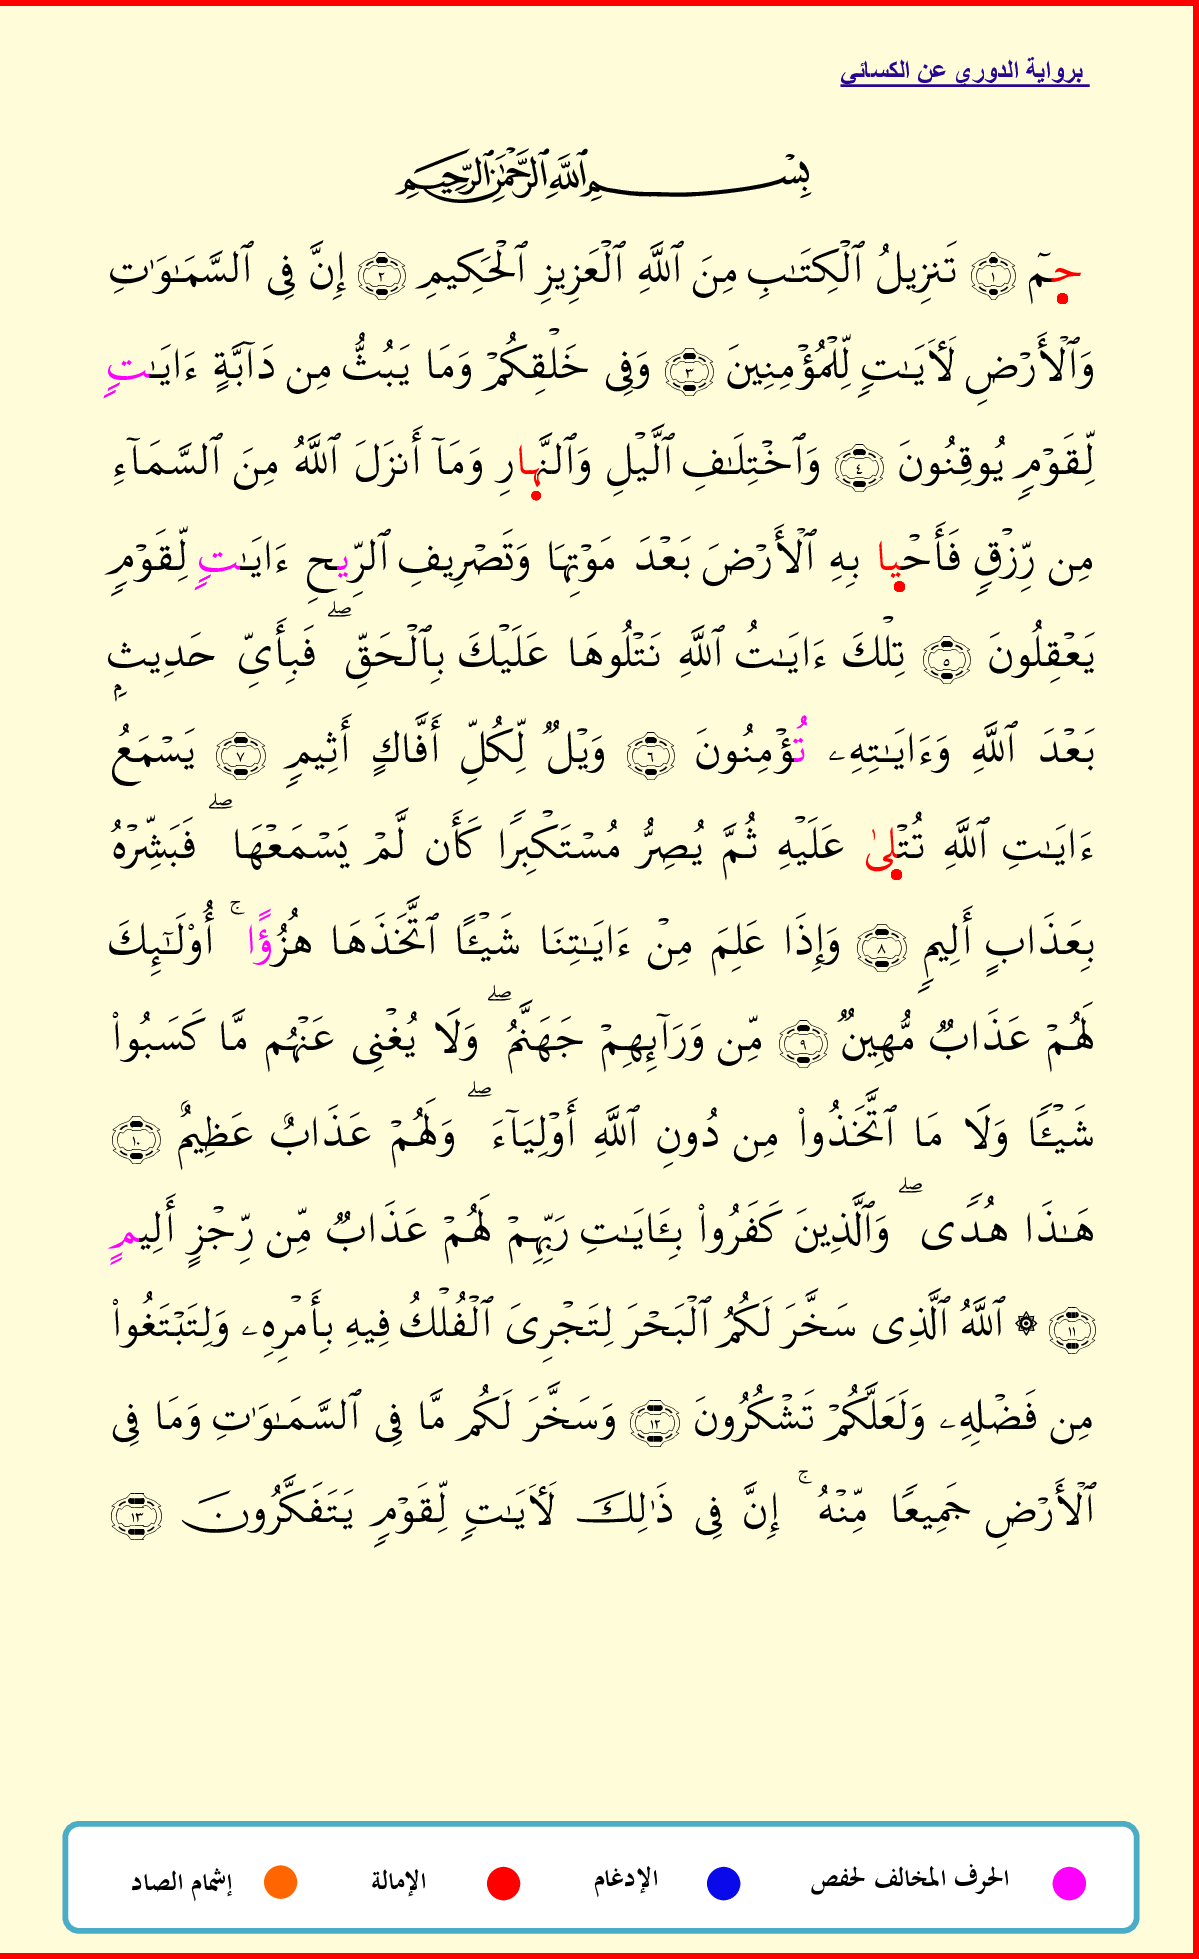 برواية الدوري عن الكسائي
بِسْمِ ٱللَّهِ ٱلرَّحْمَٰنِ ٱلرَّحِيمِ
حمٓ ١ تَنزِيلُ ٱلْكِتَٰبِ مِنَ ٱللَّهِ ٱلْعَزِيزِ ٱلْحَكِيمِ ٢ إِنَّ فِى ٱلسَّمَٰوَٰتِ
وَٱلْأَرْضِ لَأٓيَٰتٍ لِّلْمُؤْمِنِينَ ٣ وَفِى خَلْقِكُمْ وَمَا يَبُثُّ مِن دَآبَّةٍ ءَايَٰتٍ
لِّقَوْمٍ يُوقِنُونَ ٤ وَٱخْتِلَٰفِ ٱلَّيْلِ وَٱلنَّهارِ وَمَآ أَنزَلَ ٱللَّهُ مِنَ ٱلسَّمَآءِ
مِن رِّزْقٍ فَأَحْيا بِهِ ٱلْأَرْضَ بَعْدَ مَوْتِهَا وَتَصْرِيفِ ٱلرِّيحِ ءَايَٰتٍ لِّقَوْمٍ
يَعْقِلُونَ ٥ تِلْكَ ءَايَٰتُ ٱللَّهِ نَتْلُوهَا عَلَيْكَ بِٱلْحَقِّ ۖ فَبِأَىِّ حَدِيثٍۭ
بَعْدَ ٱللَّهِ وَءَايَٰتِهِۦ تُؤْمِنُونَ ٦ وَيْلٌ لِّكُلِّ أَفَّاكٍ أَثِيمٍ ٧ يَسْمَعُ
ءَايَٰتِ ٱللَّهِ تُتْلِىٰ عَلَيْهِ ثُمَّ يُصِرُّ مُسْتَكْبِرًا كَأَن لَّمْ يَسْمَعْهَا ۖ فَبَشِّرْهُ
بِعَذَابٍ أَلِيمٍ ٨ وَإِذَا عَلِمَ مِنْ ءَايَٰتِنَا شَيْـًٔا ٱتَّخَذَهَا هُزُؤًا ۚ أُوْلَٰٓئِكَ
لَهُمْ عَذَابٌ مُّهِينٌ ٩ مِّن وَرَآئِهِمْ جَهَنَّمُ ۖ وَلَا يُغْنِى عَنْهُم مَّا كَسَبُواْ
شَيْـًٔا وَلَا مَا ٱتَّخَذُواْ مِن دُونِ ٱللَّهِ أَوْلِيَآءَ ۖ وَلَهُمْ عَذَابٌ عَظِيمٌ ١٠
هَٰذَا هُدًى ۖ وَٱلَّذِينَ كَفَرُواْ بِـَٔايَٰتِ رَبِّهِمْ لَهُمْ عَذَابٌ مِّن رِّجْزٍ أَلِيمٍ
١١ ۞ ٱللَّهُ ٱلَّذِى سَخَّرَ لَكُمُ ٱلْبَحْرَ لِتَجْرِىَ ٱلْفُلْكُ فِيهِ بِأَمْرِهِۦ وَلِتَبْتَغُواْ
مِن فَضْلِهِۦ وَلَعَلَّكُمْ تَشْكُرُونَ ١٢ وَسَخَّرَ لَكُم مَّا فِى ٱلسَّمَٰوَٰتِ وَمَا فِى
ٱلْأَرْضِ جَمِيعًا مِّنْهُ ۚ إِنَّ فِى ذَٰلِكَ لَأٓيَٰتٍ لِّقَوْمٍ يَتَفَكَّرُونَ ١٣
الحرف المخالف لحفص الإدغام الإمالة إشمام الصاد